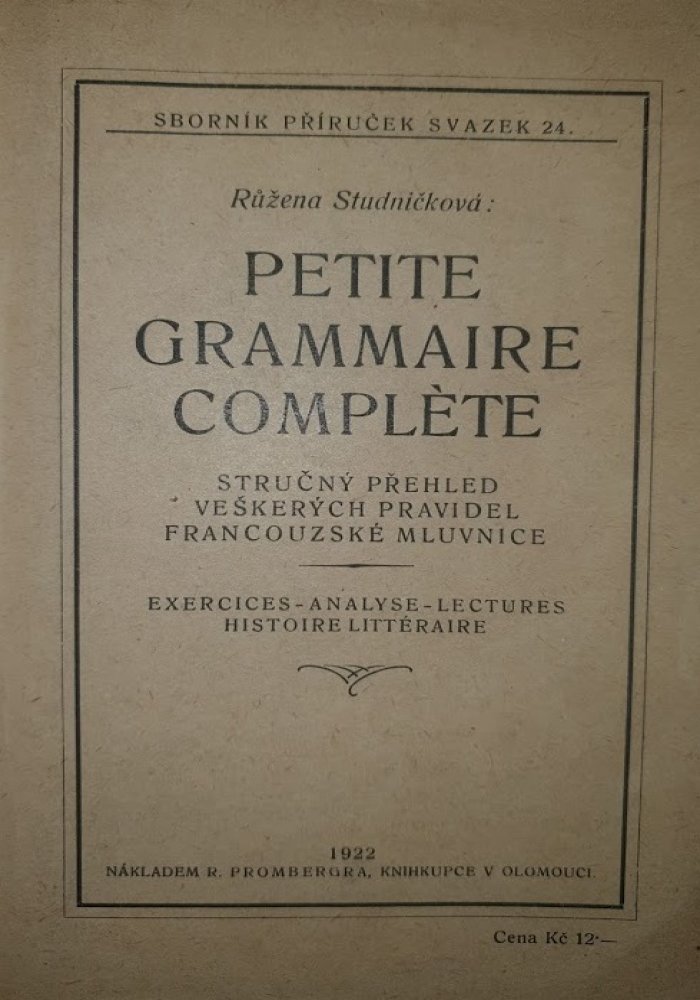 SBORNÍK PŘÍRUČEK SVAZEK 24.
Růžena Studničková:
PETITE
GRAMMAIRE
COMPLÈTE
STRUČNÝ PŘEHLED
VEŠKERÝCH PRAVIDEL
FRANCOUZSKÉ MLUVNICE
EXERCICES-ANALYSE-LECTURES
HISTOIRE LITTÉRAIRE
1922
NÁKLADEM R. PROMBERGRA, KNIHKUPCE V OLOMOUCI.
Cena Kč 12·—